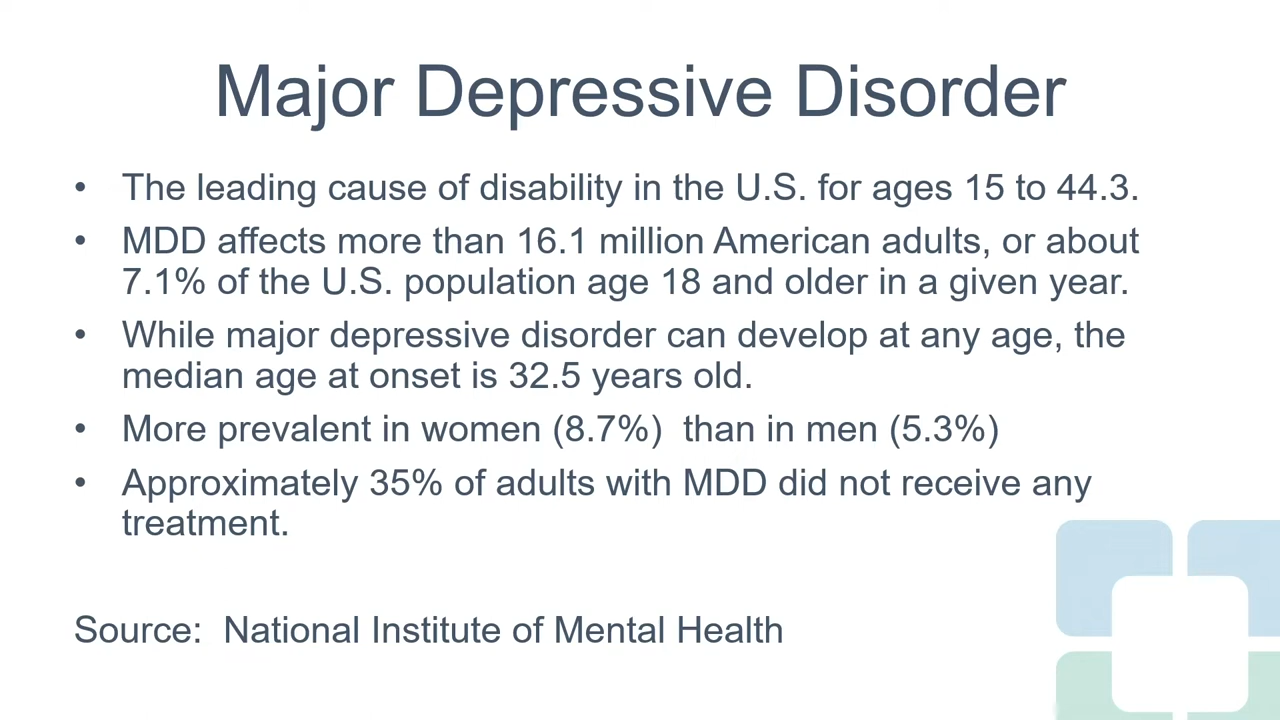 Major Depressive Disorder
• The leading cause of disability in the U.S. for ages 15 to 44.3.
• MDD affects more than 16.1 million American adults, or about
7.1% of the U.S. population age 18 and older in a given year.
• While major depressive disorder can develop at any age, the
median age at onset is 32.5 years old.
• More prevalent in women (8.7%)  than in men (5.3%)
• Approximately 35% of adults with MDD did not receive any
treatment.
Source:  National Institute of Mental Health